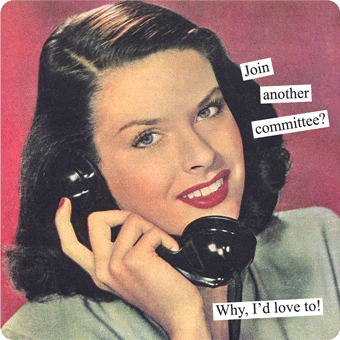 Join
another
committee?
Why, I'd love to!